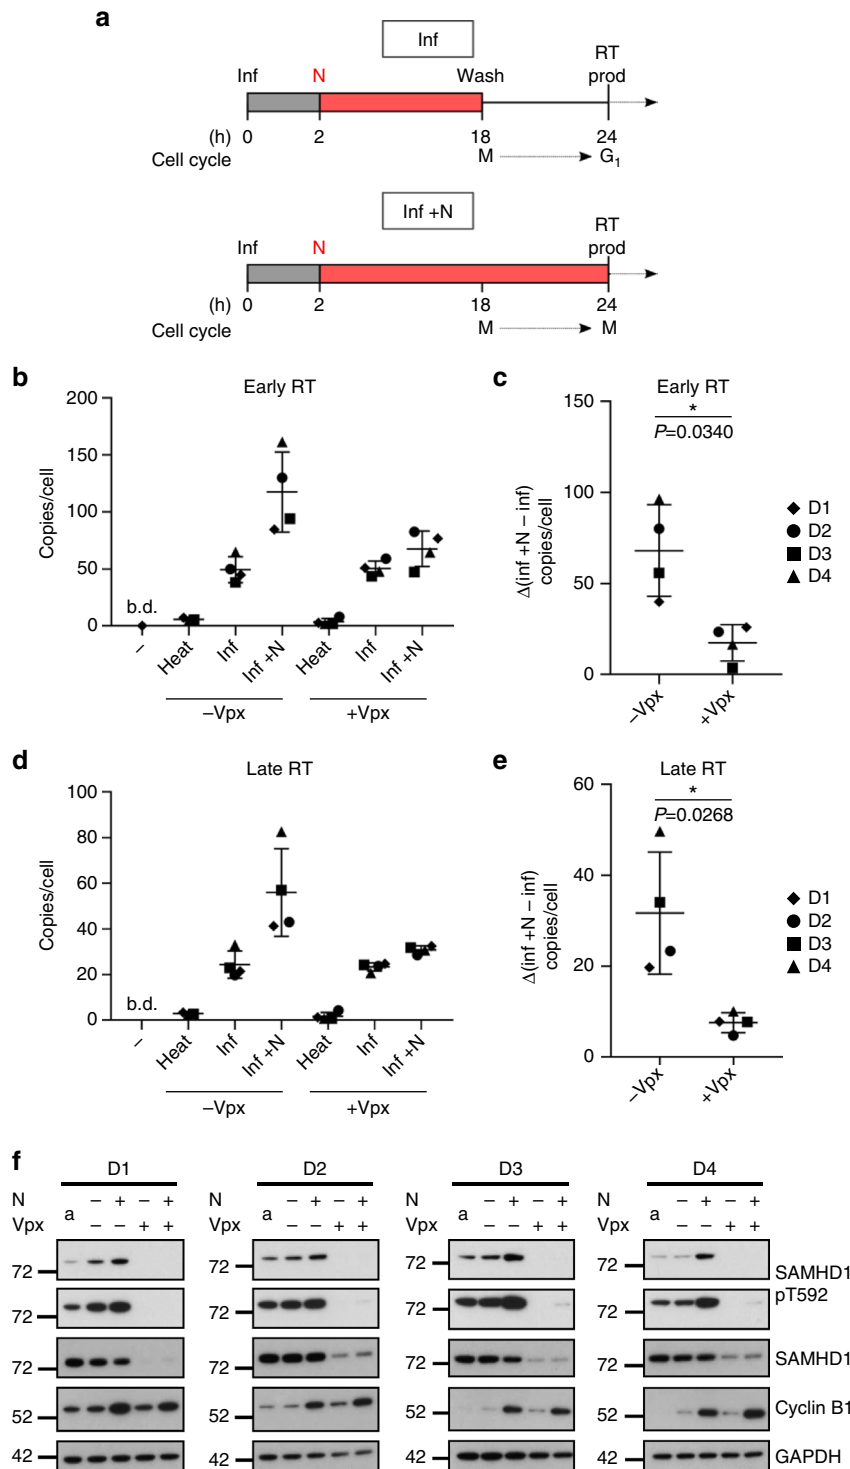 a
Inf
Inf N Wash RT prod
(h) 0 2 18 24
Cell cycle M G1
Inf +N
Inf N RT prod
(h) 0 2 18 24
Cell cycle M M
b
Early RT
Copies/cell
200
150
100
50
0
b.d.
– Heat Inf Inf +N Heat Inf Inf +N
–Vpx +Vpx
c
Early RT
*
P=0.0340
Δ(inf +N – inf)
copies/cell
150
100
50
0
–Vpx +Vpx
D1
D2
D3
D4
d
Late RT
Copies/cell
100
80
60
40
20
0
b.d.
– Heat Inf Inf +N Heat Inf Inf +N
–Vpx +Vpx
e
Late RT
*
P=0.0268
Δ(inf +N – inf)
copies/cell
60
40
20
0
–Vpx +Vpx
D1
D2
D3
D4
f
D1 D2 D3 D4
N – + – + N – + – + N – + – + N – + – +
a a a a
Vpx – – + + Vpx – – + + Vpx – – + + Vpx – – + +
72 72 72 72 SAMHD1
72 72 72 72 pT592
72 72 72 72 SAMHD1
52 52 52 52 Cyclin B1
42 42 42 42 GAPDH